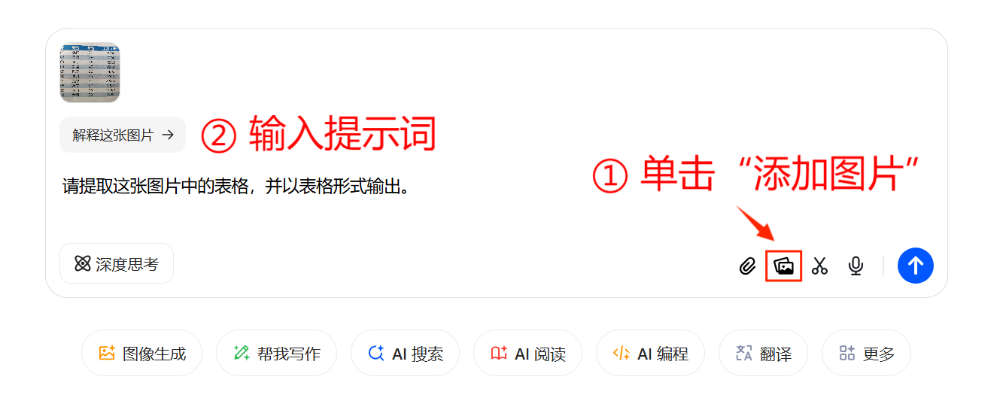 解释这张图片 →
② 输入提示词
① 单击“添加图片”
请提取这张图片中的表格，并以表格形式输出。
深度思考
图像生成
帮我写作
AI 搜索
AI 阅读
AI 编程
翻译
更多